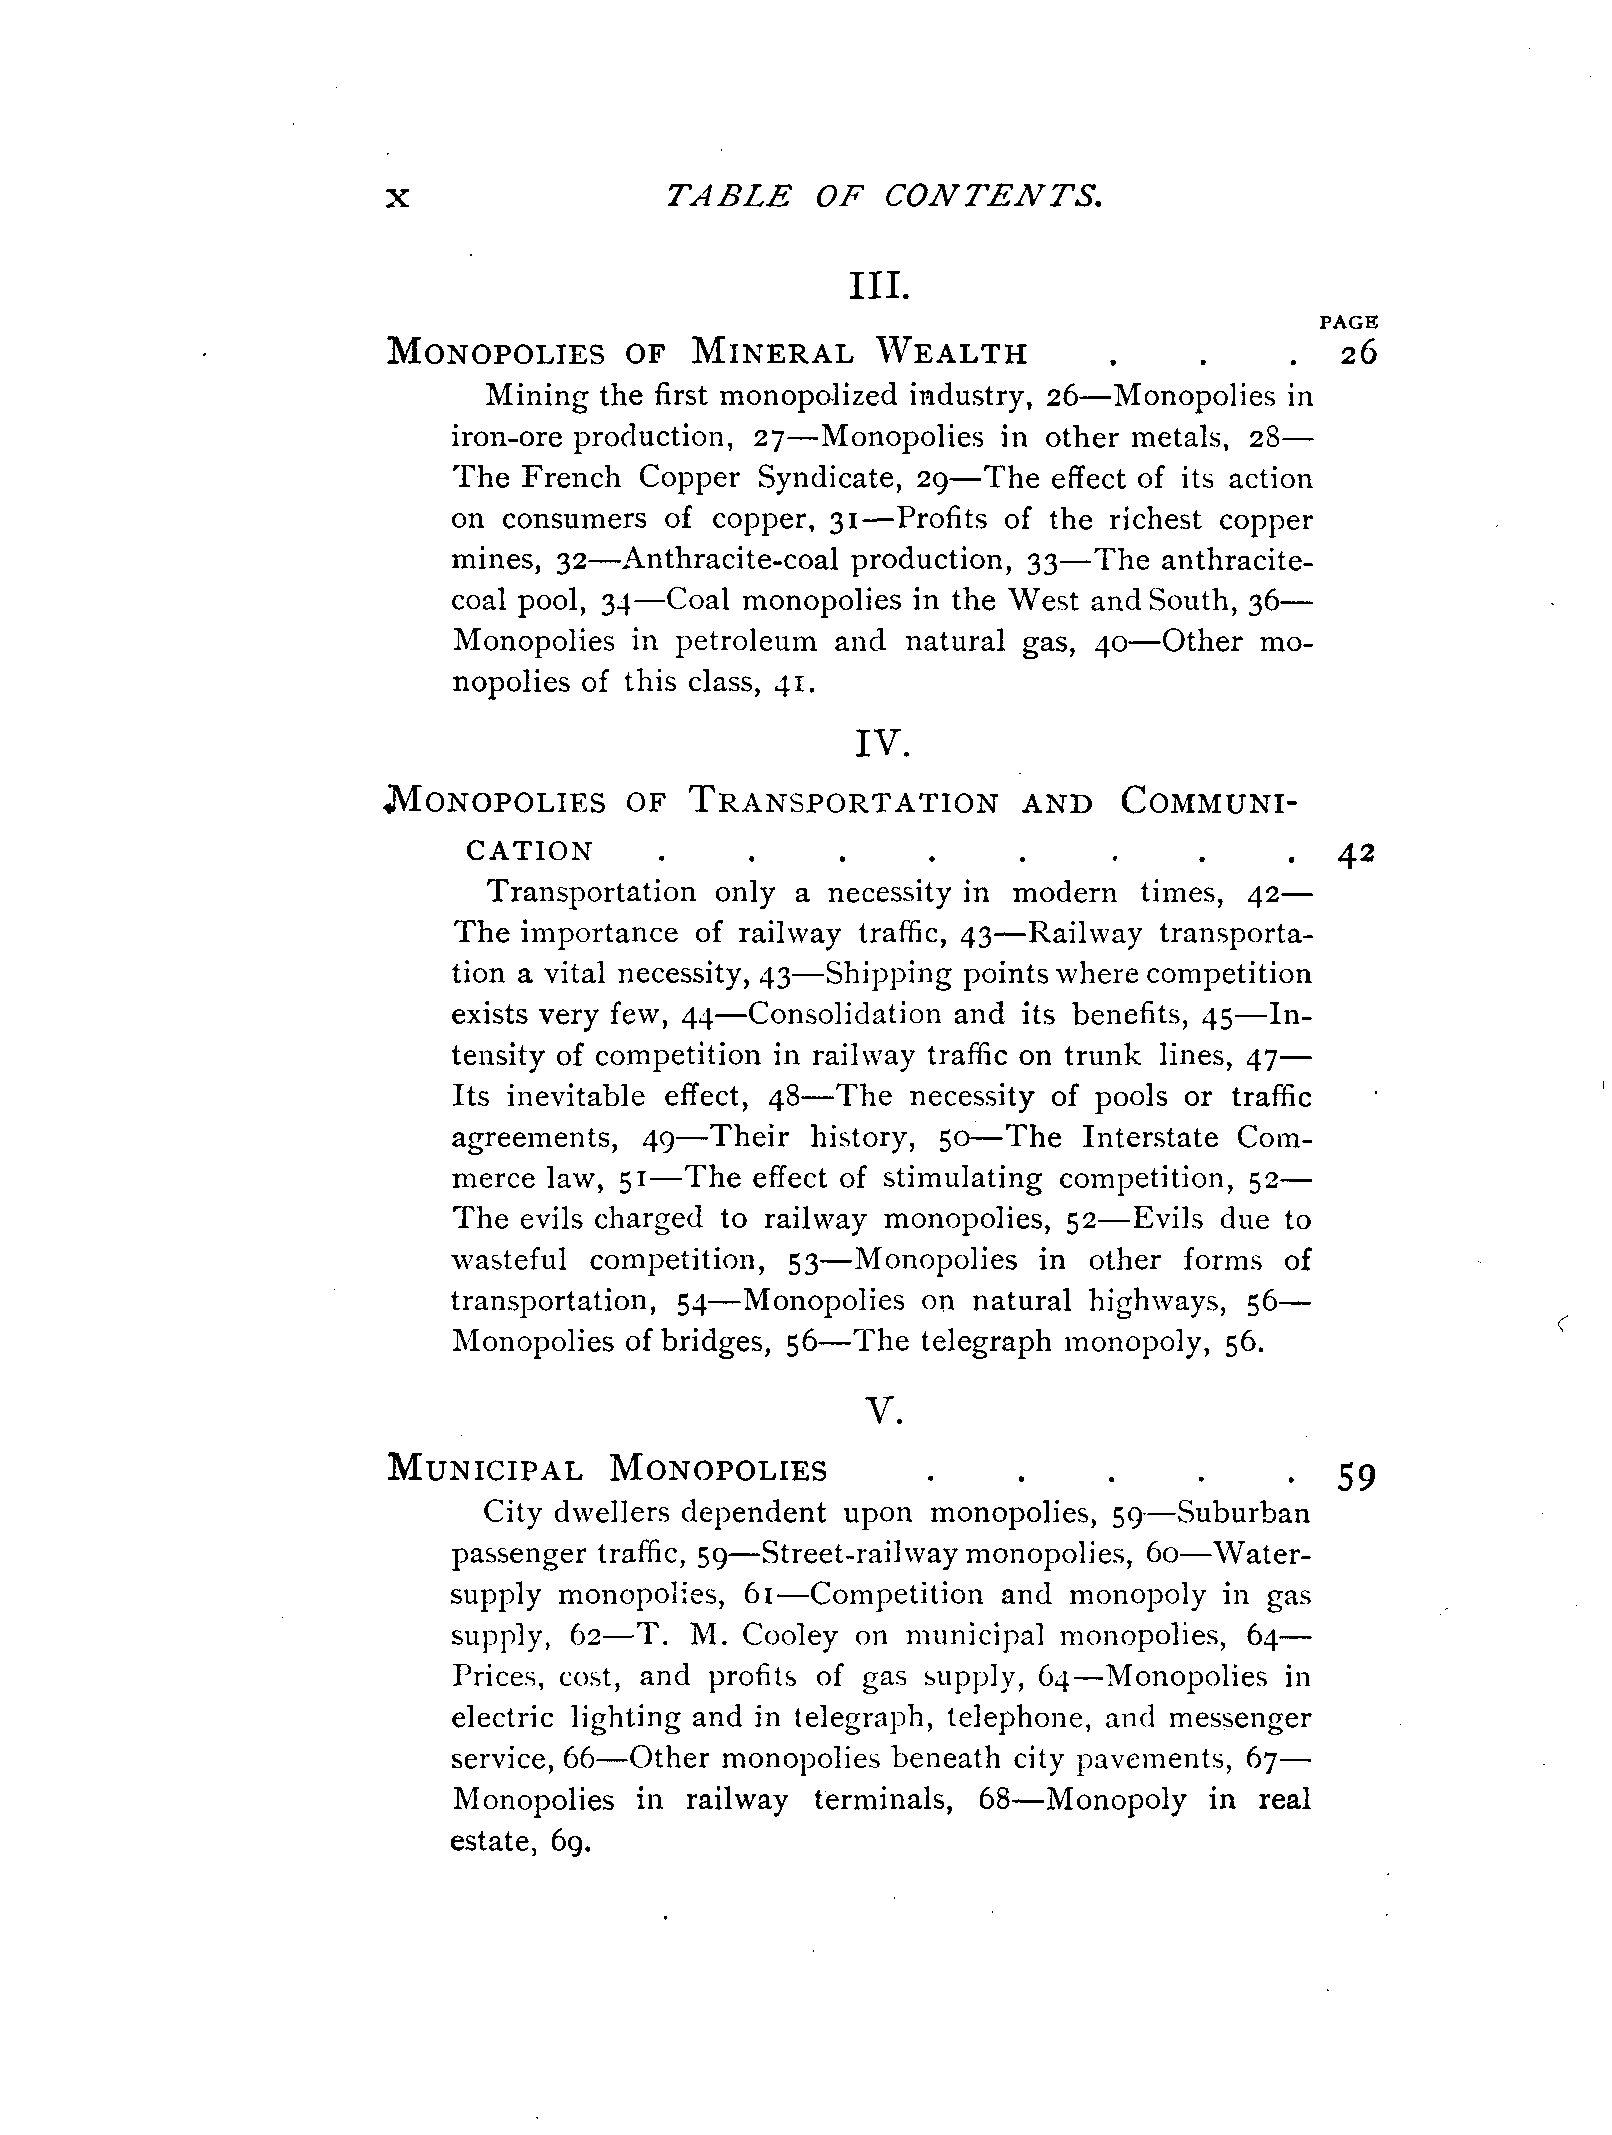 x TABLE OF CONTENTS.
III.
PAGE
MONOPOLIES OF MINERAL WEALTH . . . 26
Mining the first monopolized industry, 26—Monopolies in
iron-ore production, 27—Monopolies in other metals, 28—
The French Copper Syndicate, 29—The effect of its action
on consumers of copper, 31—Profits of the richest copper
mines, 32—Anthracite-coal production, 33—The anthracite-
coal pool, 34—Coal monopolies in the West and South, 36—
Monopolies in petroleum and natural gas, 40—Other mo-
nopolies of this class, 41.
IV.
MONOPOLIES OF TRANSPORTATION AND COMMUNI-
CATION . . . . . . . . 42
Transportation only a necessity in modern times, 42—
The importance of railway traffic, 43—Railway transporta-
tion a vital necessity, 43—Shipping points where competition
exists very few, 44—Consolidation and its benefits, 45—In-
tensity of competition in railway traffic on trunk lines, 47—
Its inevitable effect, 48—The necessity of pools or traffic
agreements, 49—Their history, 50—The Interstate Com-
merce law, 51—The effect of stimulating competition, 52—
The evils charged to railway monopolies, 52—Evils due to
wasteful competition, 53—Monopolies in other forms of
transportation, 54—Monopolies on natural highways, 56—
Monopolies of bridges, 56—The telegraph monopoly, 56.
V.
MUNICIPAL MONOPOLIES . . . . . 59
City dwellers dependent upon monopolies, 59—Suburban
passenger traffic, 59—Street-railway monopolies, 60—Water-
supply monopolies, 61—Competition and monopoly in gas
supply, 62—T. M. Cooley on municipal monopolies, 64—
Prices, cost, and profits of gas supply, 64—Monopolies in
electric lighting and in telegraph, telephone, and messenger
service, 66—Other monopolies beneath city pavements, 67—
Monopolies in railway terminals, 68—Monopoly in real
estate, 69.